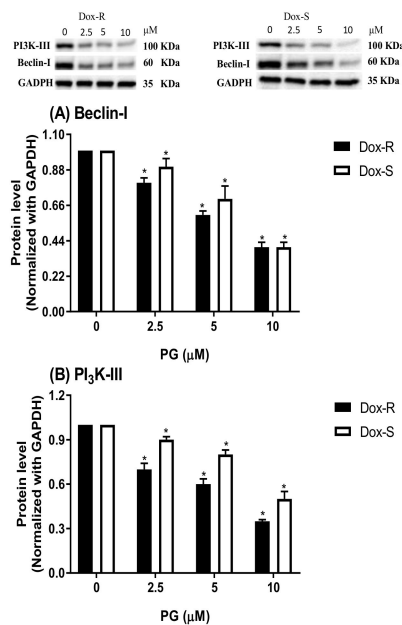 Dox-R
0 2.5 5 10 μM
PI3K-III 100 KDa
Beclin-I 60 KDa
GADPH 35 KDa
Dox-S
0 2.5 5 10 μM
PI3K-III 100 KDa
Beclin-I 60 KDa
GADPH 35 KDa
(A) Beclin-I
Protein level
(Normalized with GAPDH)
1.10
0.88
0.66
0.44
0.22
0.00
* * * * * *
0 2.5 5 10
PG (μM)
Dox-R
Dox-S
(B) PI₃K-III
Protein level
(Normalized with GAPDH)
1.2
0.9
0.6
0.3
0.0
* * * * * *
0 2.5 5 10
PG (μM)
Dox-R
Dox-S